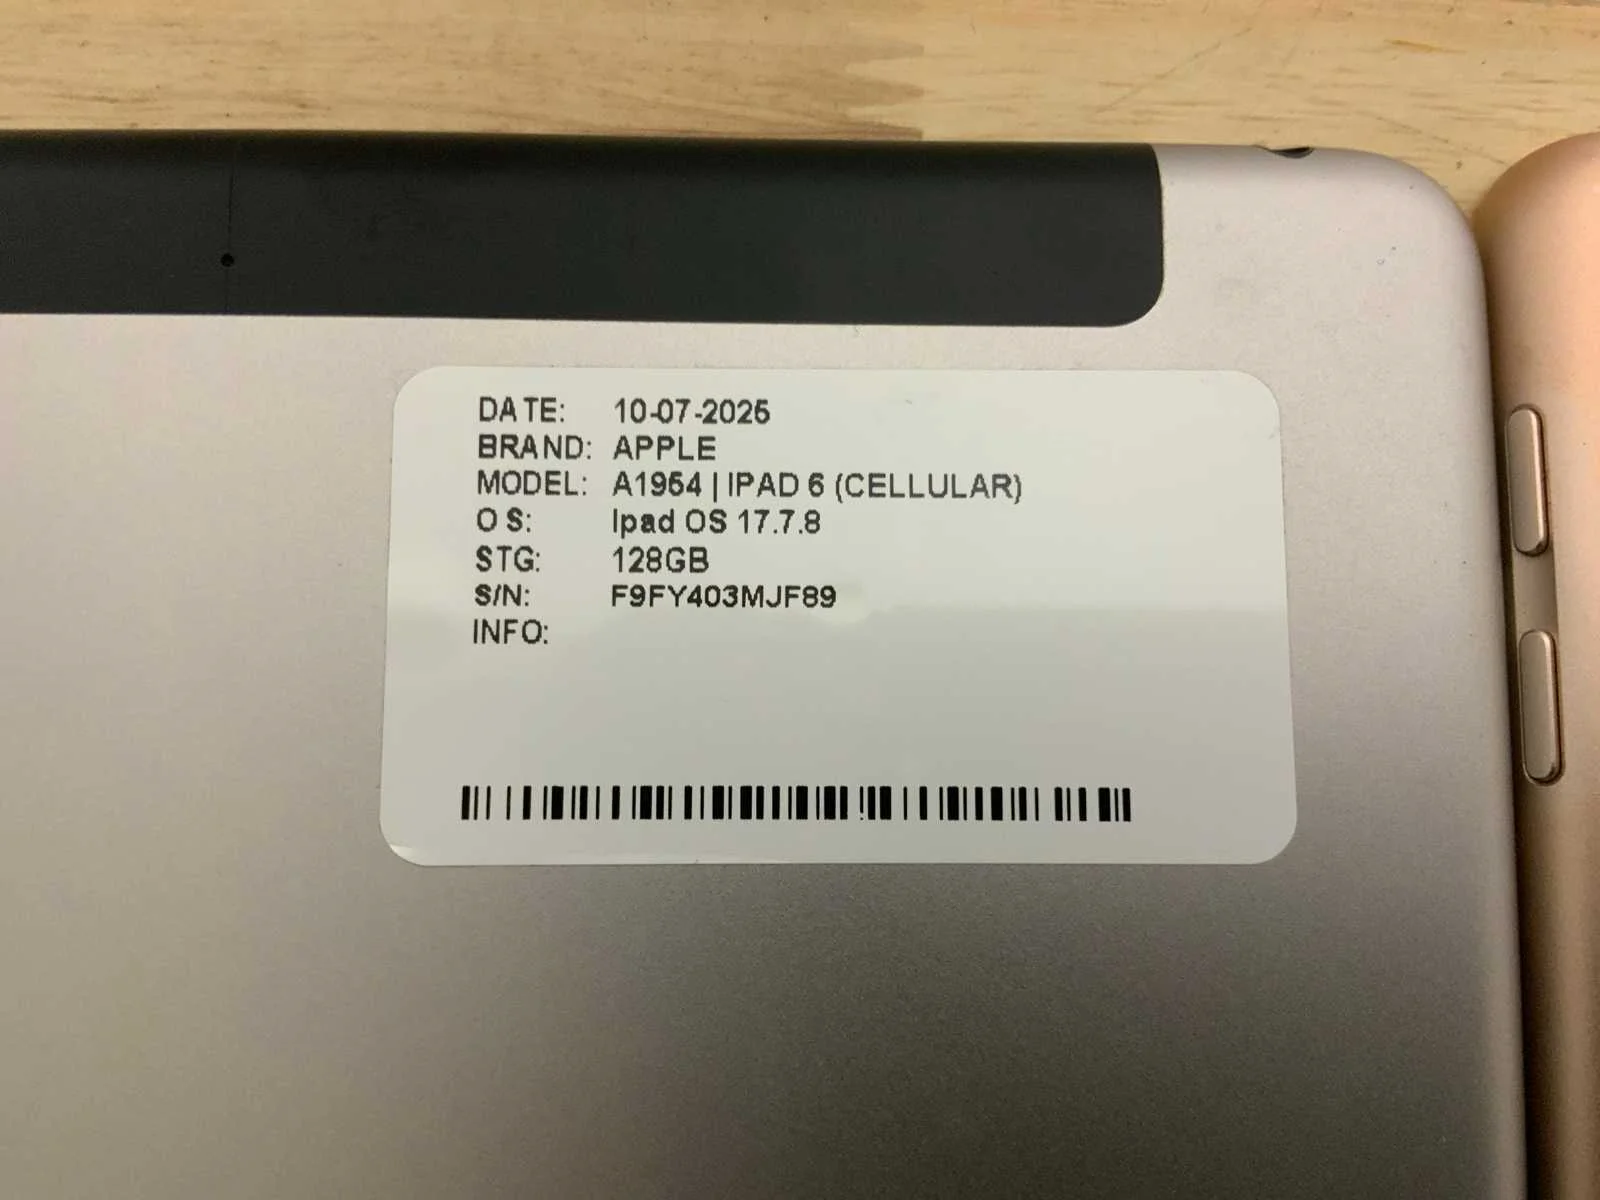 DATE: 10-07-2025
BRAND: APPLE
MODEL: A1954 | IPAD 6 (CELLULAR)
OS: Ipad OS 17.7.8
STG: 128GB
S/N: F9FY403MJF89
INFO: